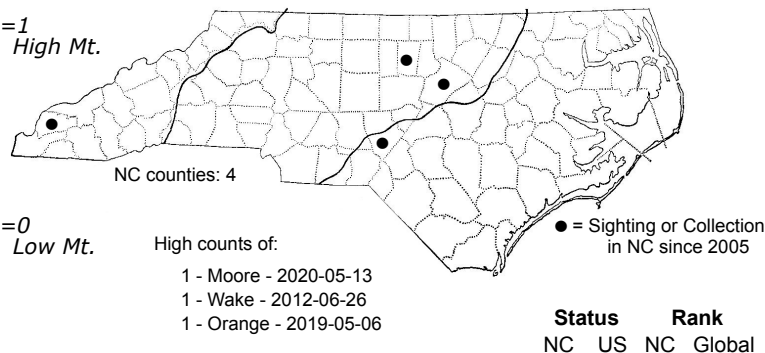 =1
High Mt.
NC counties: 4
=0
Low Mt.
High counts of:
1 - Moore - 2020-05-13
1 - Wake - 2012-06-26
1 - Orange - 2019-05-06
● = Sighting or Collection
in NC since 2005
Status Rank
NC US NC Global